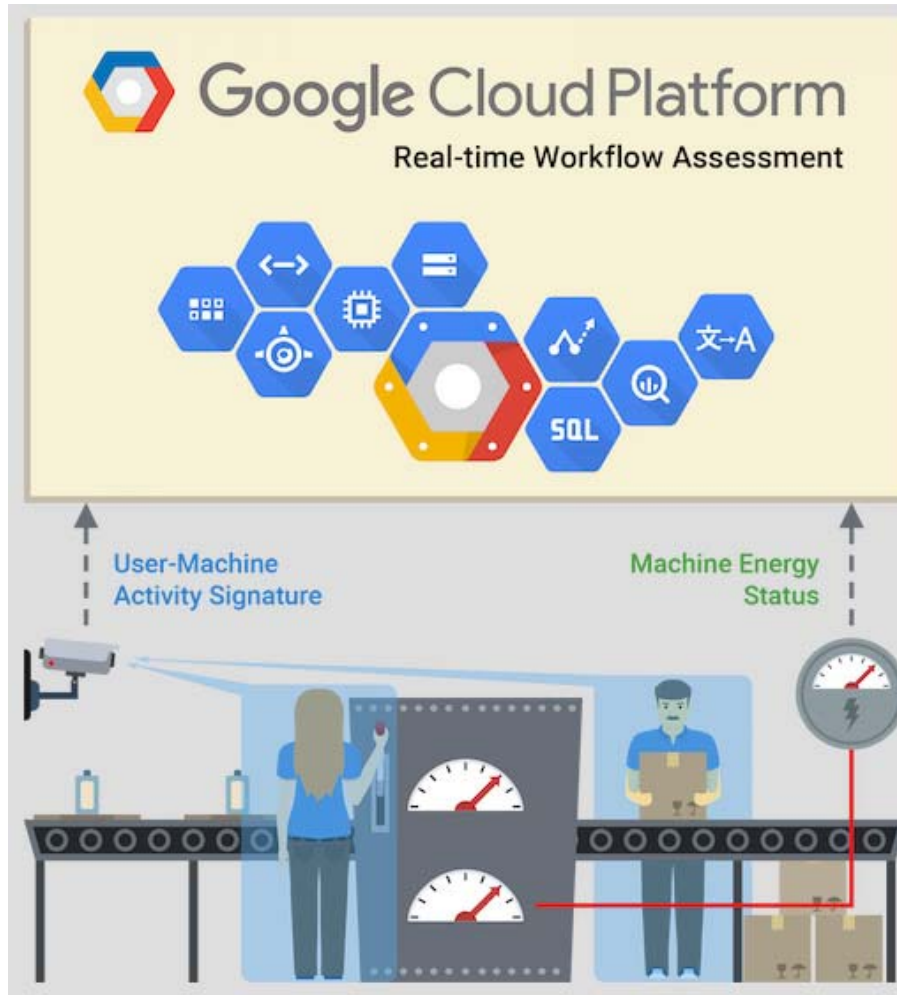 Google Cloud Platform
Real-time Workflow Assessment
文→A
SQL
User-Machine
Activity Signature
Machine Energy
Status